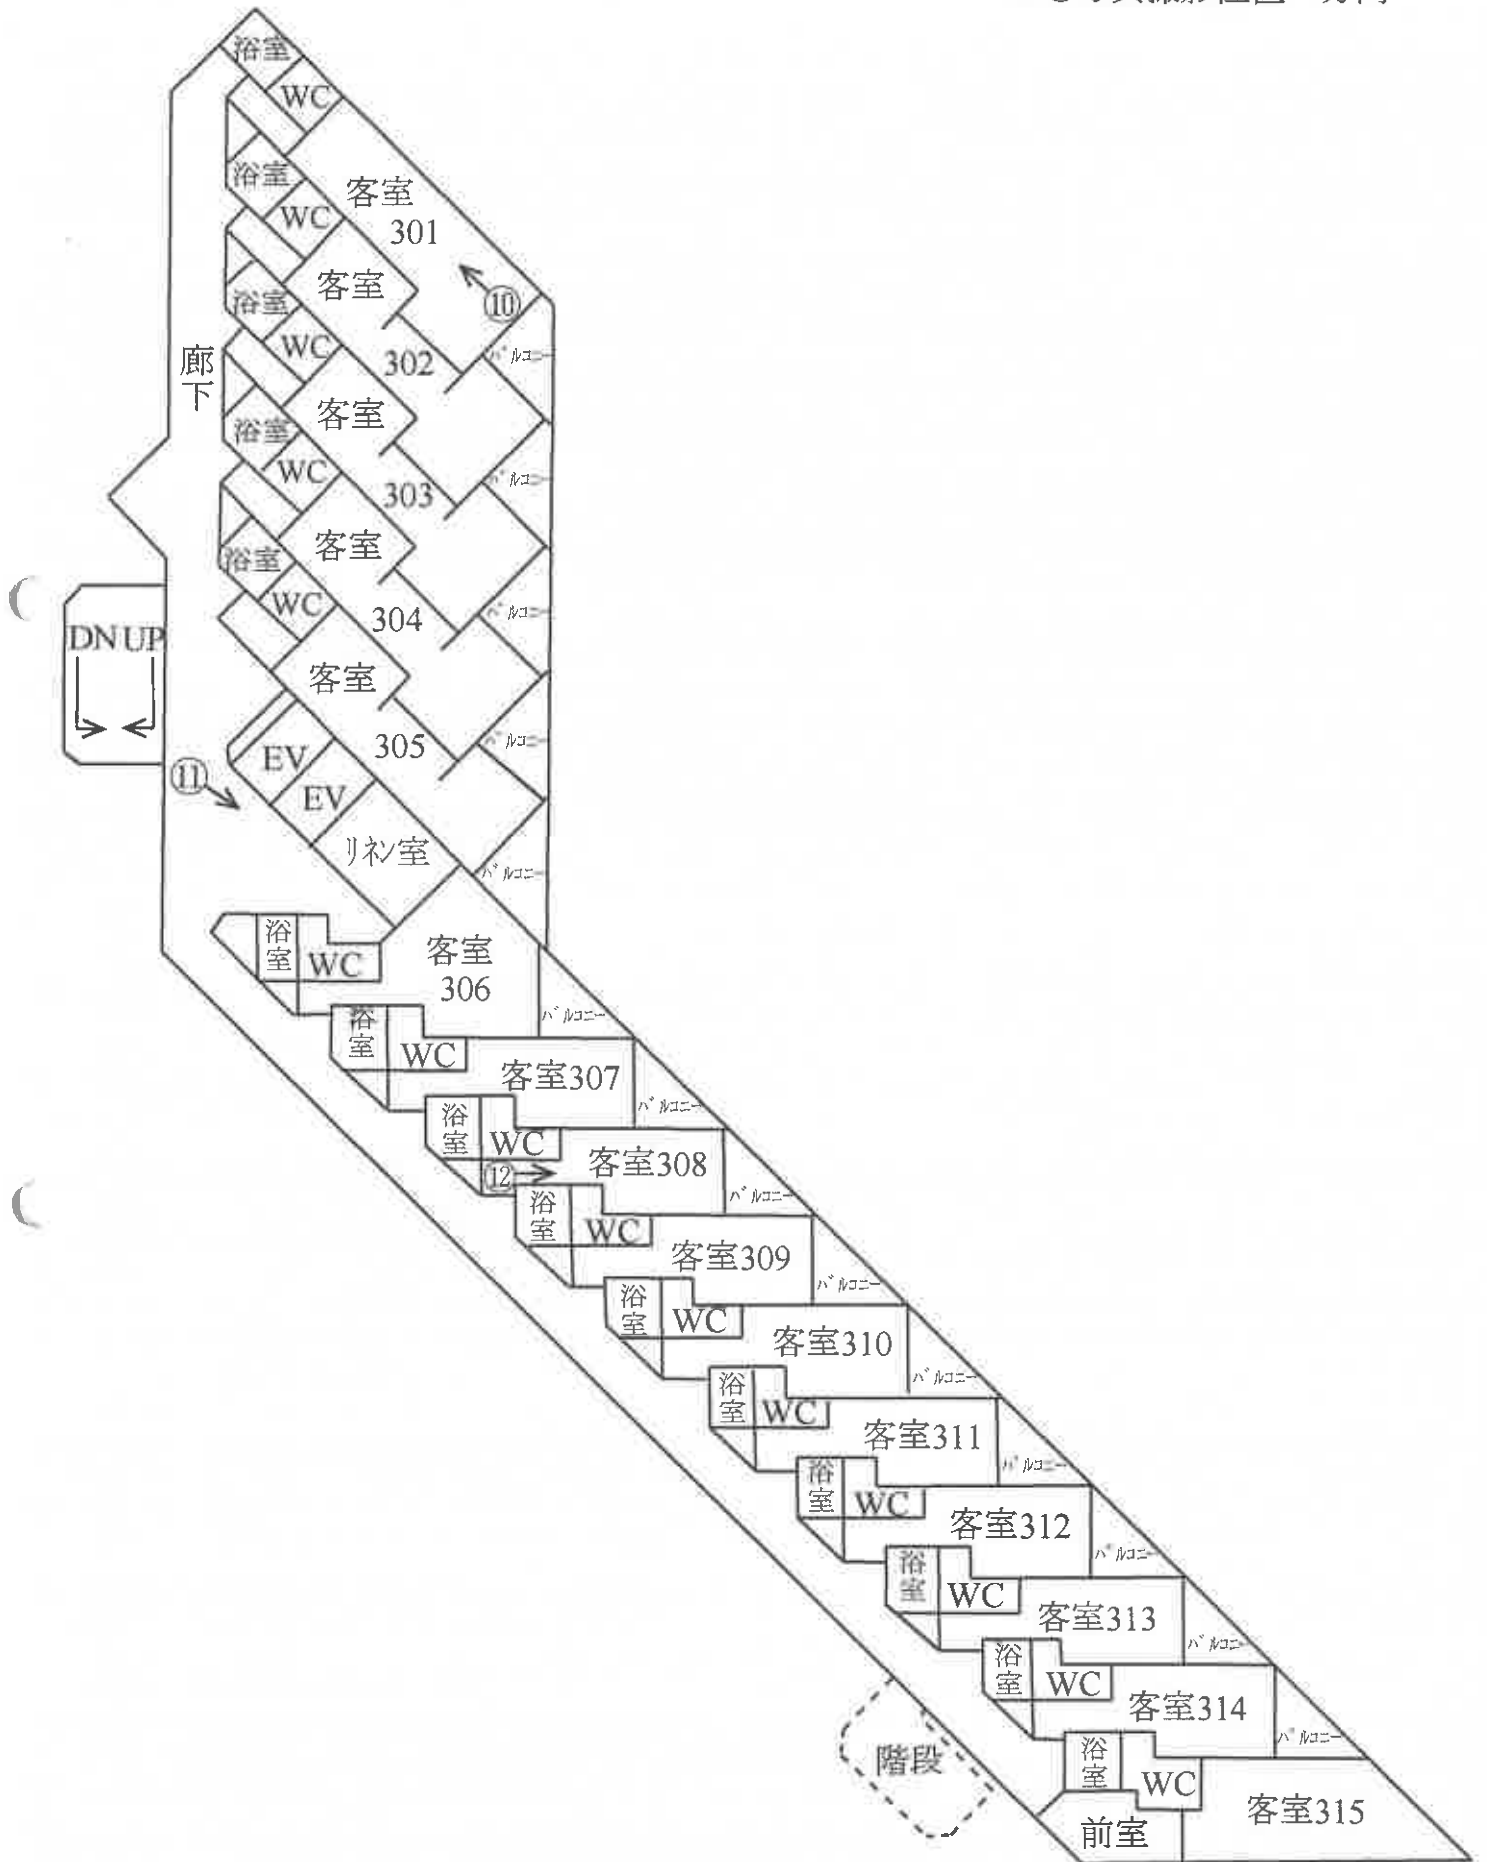 浴室
WC
浴室
客室
301
WC
客室
⑩
浴室
WC
302
バルコニー
廊下
客室
浴室
WC
303
バルコニー
客室
浴室
WC
304
バルコニー
DN UP
客室
305
バルコニー
EV
⑪
EV
リネン室
バルコニー
浴室
WC
客室
306
バルコニー
浴室
WC
客室307
バルコニー
浴室
WC
客室308
⑫
バルコニー
浴室
WC
客室309
バルコニー
浴室
WC
客室310
バルコニー
浴室
WC
客室311
バルコニー
浴室
WC
客室312
バルコニー
浴室
WC
客室313
バルコニー
浴室
WC
客室314
バルコニー
階段
浴室
WC
客室315
前室